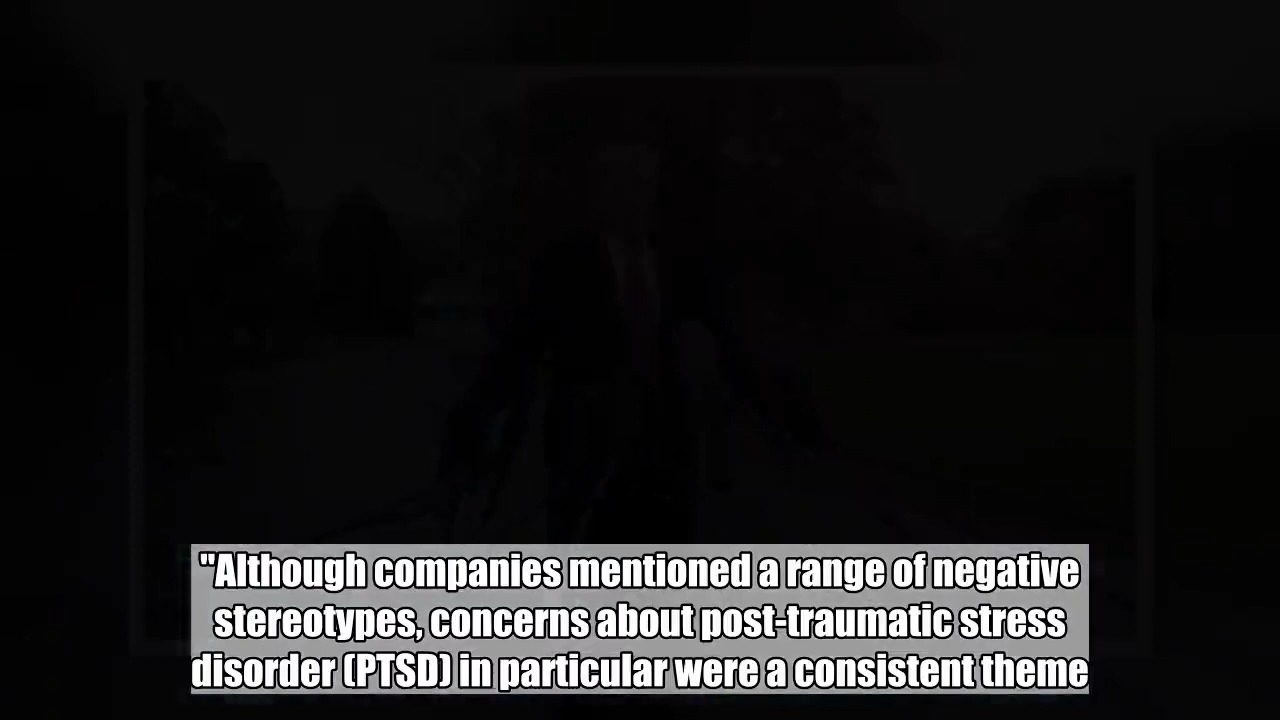 "Although companies mentioned a range of negative
stereotypes, concerns about post-traumatic stress
disorder (PTSD) in particular were a consistent theme